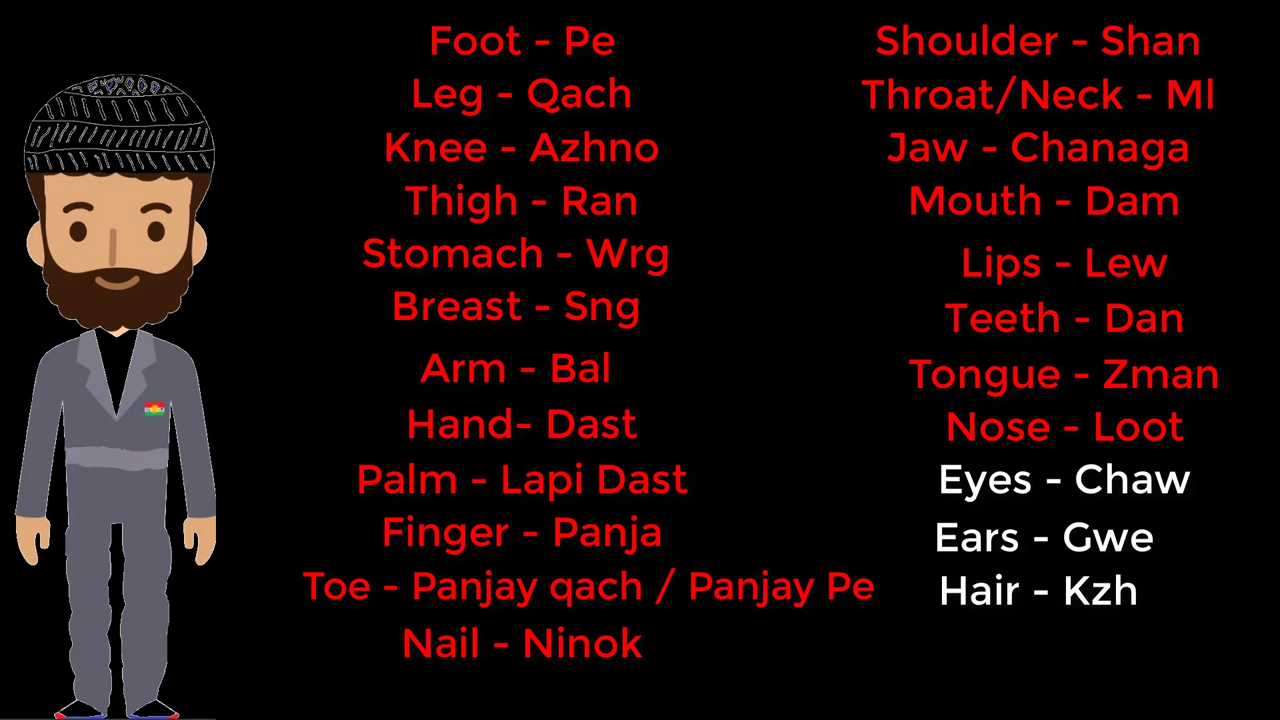 Foot - Pe
Leg - Qach
Knee - Azhno
Thigh - Ran
Stomach - Wrg
Breast - Sng
Arm - Bal
Hand- Dast
Palm - Lapi Dast
Finger - Panja
Toe - Panjay qach / Panjay Pe
Nail - Ninok
Shoulder - Shan
Throat/Neck - Ml
Jaw - Chanaga
Mouth - Dam
Lips - Lew
Teeth - Dan
Tongue - Zman
Nose - Loot
Eyes - Chaw
Ears - Gwe
Hair - Kzh